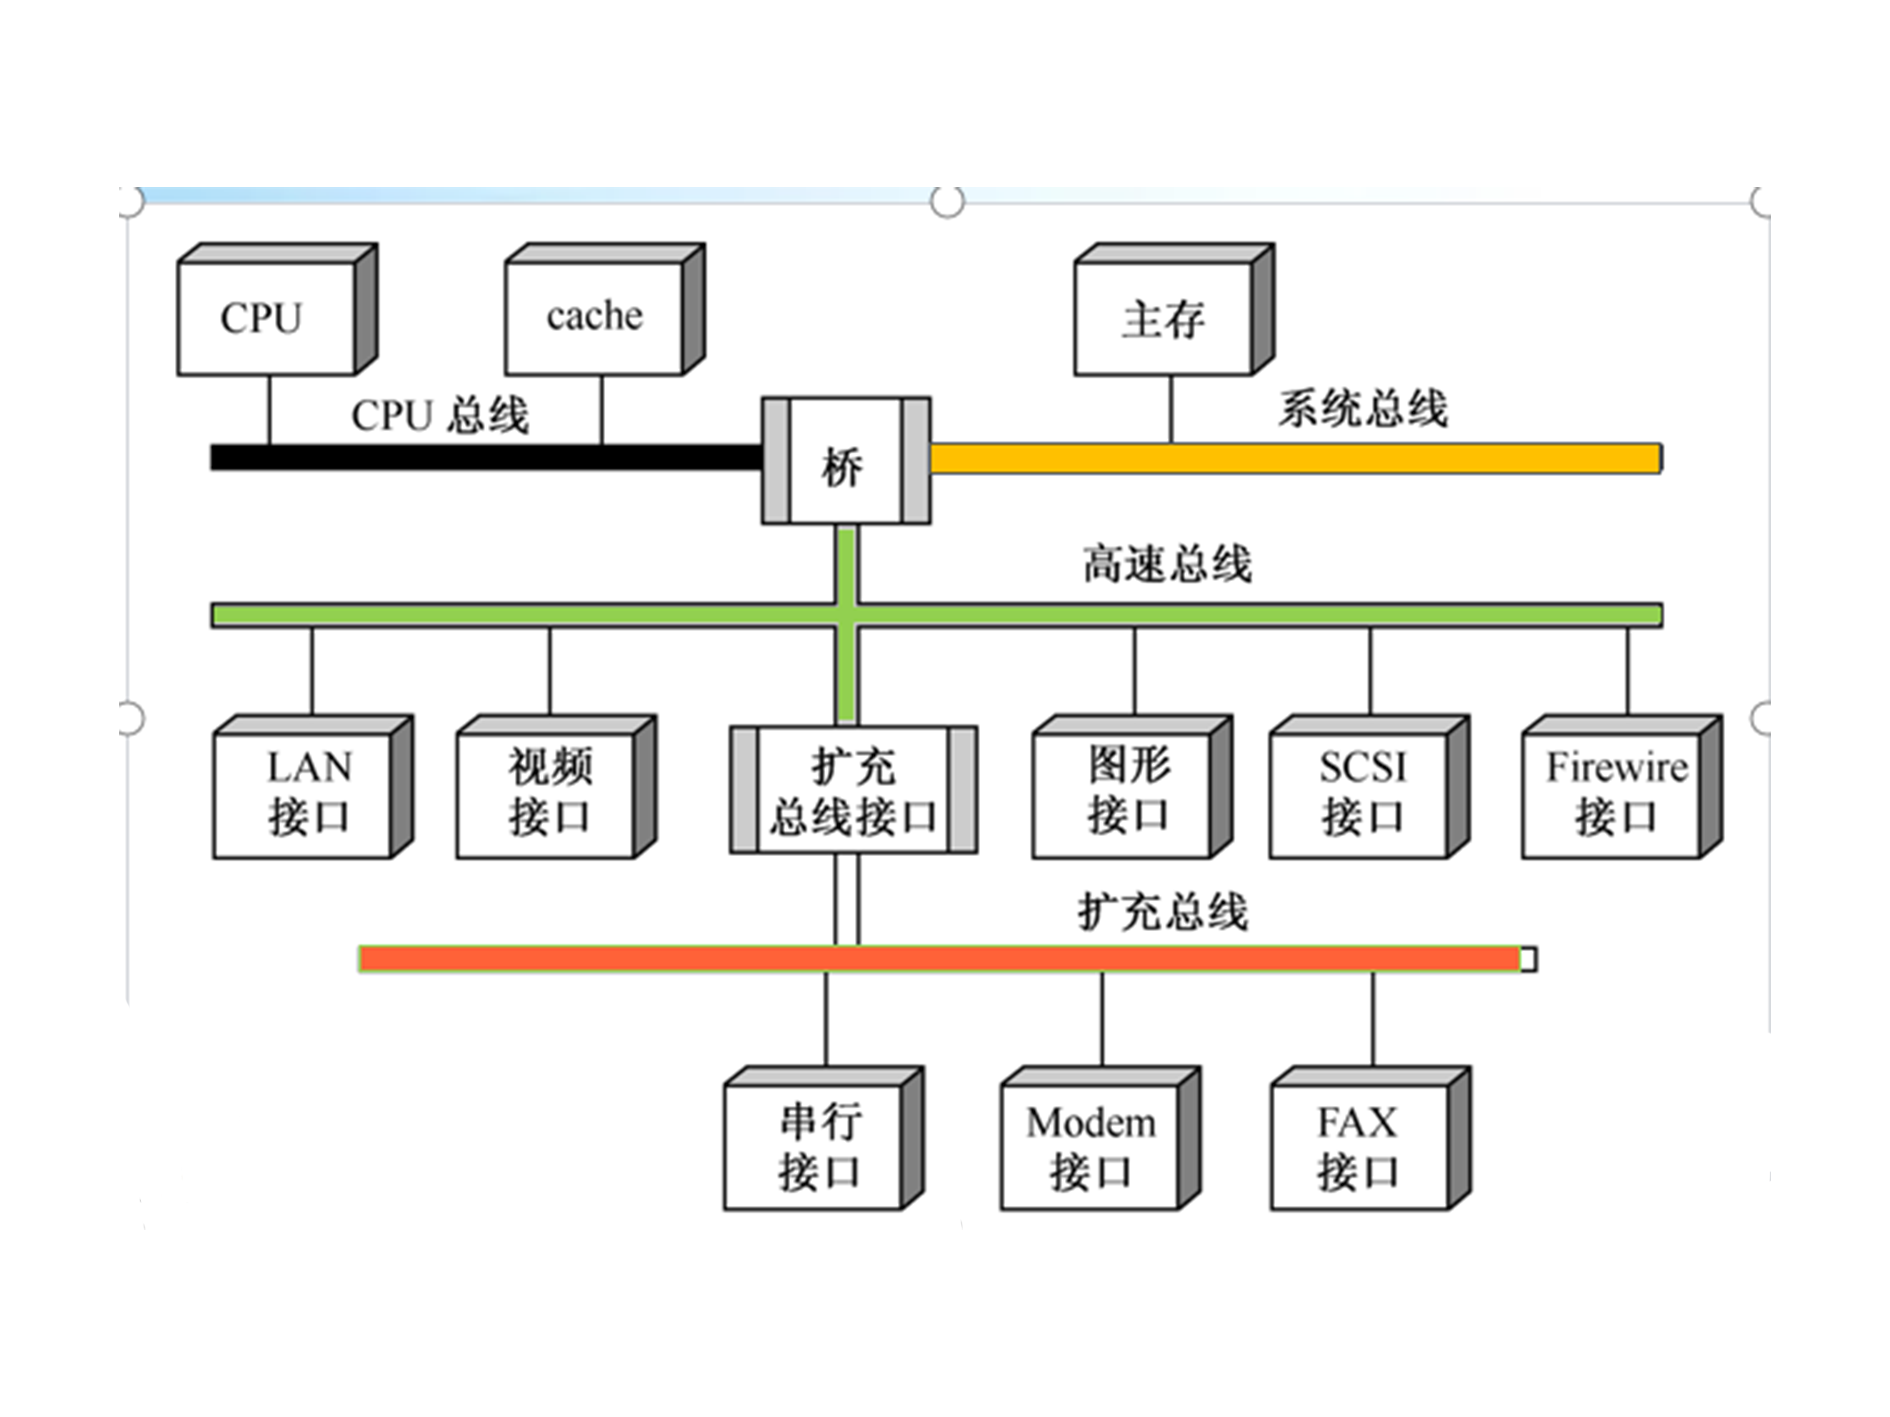 CPU
cache
主存
CPU 总线
系统总线
桥
高速总线
LAN
接口
视频
接口
扩充
总线接口
图形
接口
SCSI
接口
Firewire
接口
扩充总线
串行
接口
Modem
接口
FAX
接口